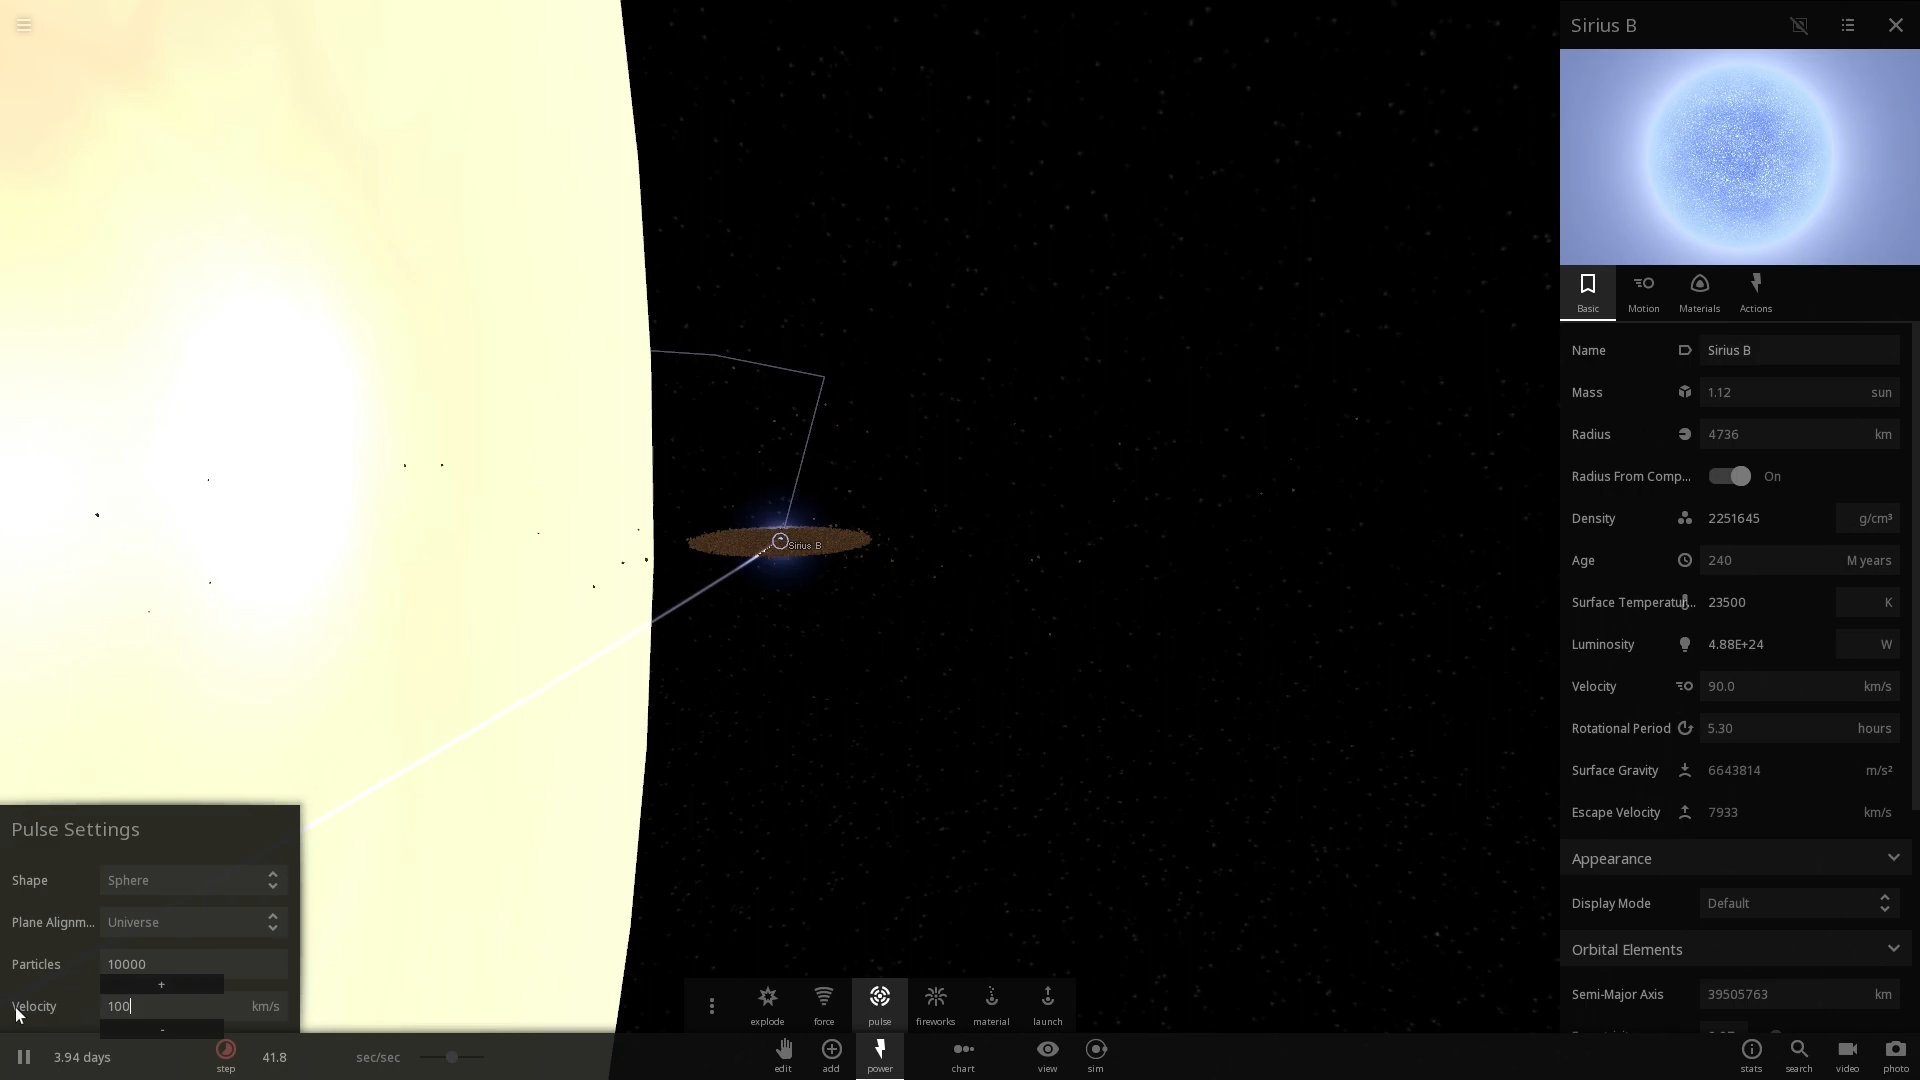 Sirius B
Basic
Motion
Materials
Actions
Name
Sirius B
Mass
1.12
sun
Radius
4736
km
Radius From Comp...
On
Density
2251645
g/cm³
Age
240
M years
Surface Temperatur...
23500
K
Luminosity
4.88E+24
W
Velocity
90.0
km/s
Rotational Period
5.30
hours
Surface Gravity
6643814
m/s²
Escape Velocity
7933
km/s
Appearance
Display Mode
Default
Orbital Elements
Semi-Major Axis
39505763
km
Sirius B
Pulse Settings
Shape
Sphere
Plane Alignm...
Universe
Particles
10000
+
Velocity
100
km/s
-
explode
force
pulse
fireworks
material
launch
3.94 days
step
41.8
sec/sec
edit
add
power
chart
view
sim
stats
search
video
photo